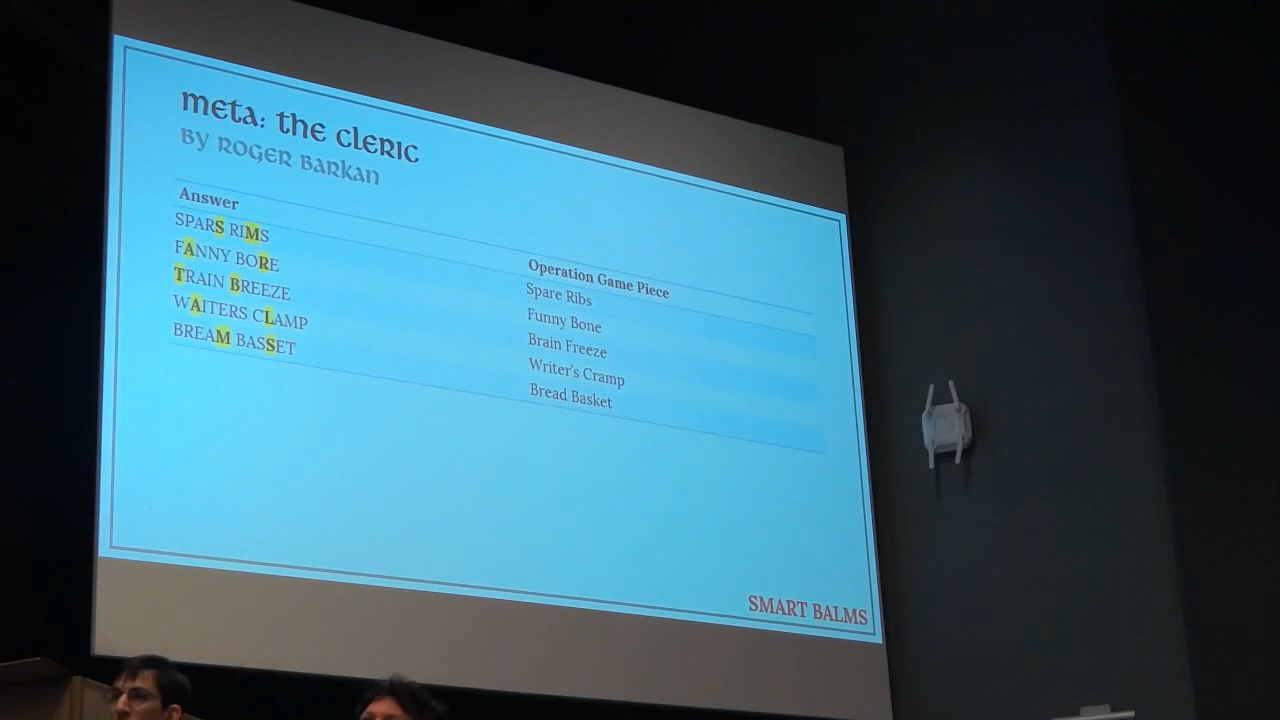 meta: the cleric
by Roger Barkan
Answer
Operation Game Piece
SPARS RIMS
Spare Ribs
FANNY BORE
Funny Bone
TRAIN BREEZE
Brain Freeze
WAITERS CLAMP
Writer's Cramp
BREAM BASSET
Bread Basket
SMART BALMS